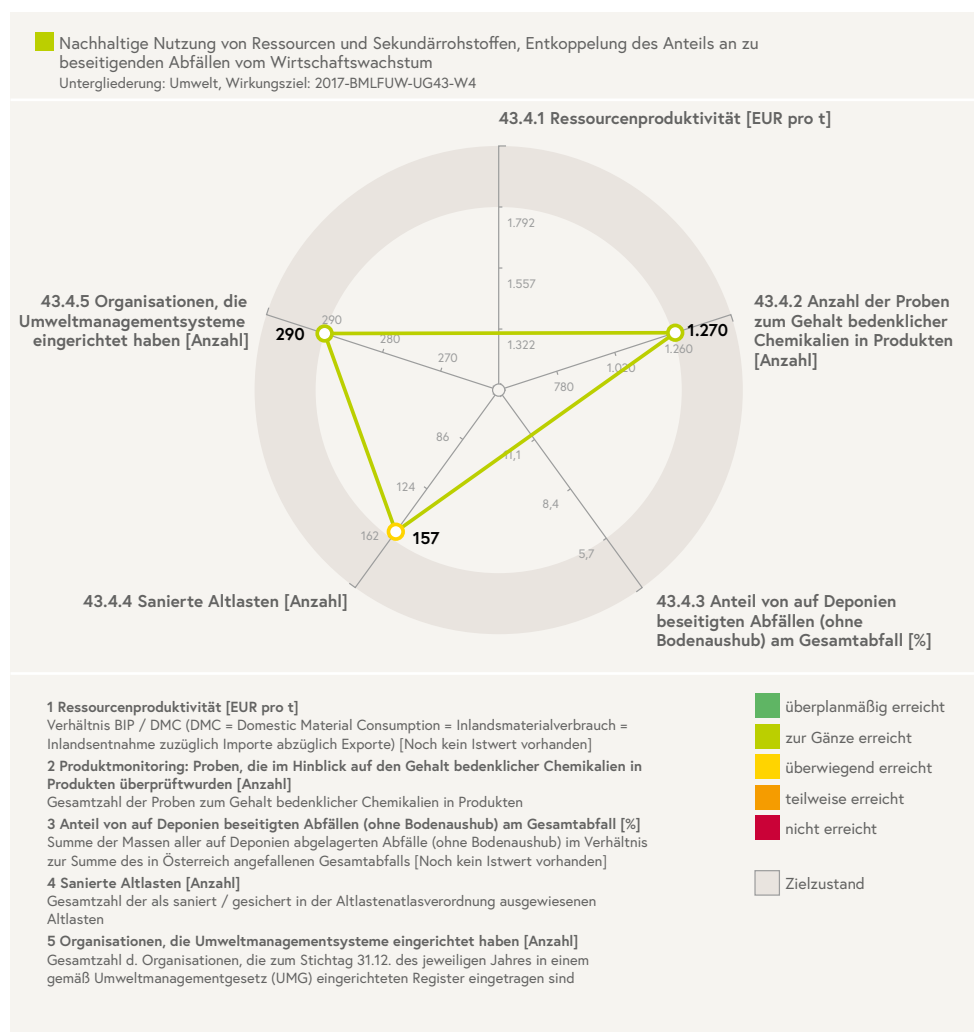 Nachhaltige Nutzung von Ressourcen und Sekundärrohstoffen, Entkoppelung des Anteils an zu
beseitigenden Abfällen vom Wirtschaftswachstum
Untergliederung: Umwelt, Wirkungsziel: 2017-BMLFUW-UG43-W4
43.4.1 Ressourcenproduktivität [EUR pro t]
1.792
1.557
1.322
43.4.2 Anzahl der Proben
zum Gehalt bedenklicher
Chemikalien in Produkten
[Anzahl]
1.270
1.260
1.020
780
43.4.5 Organisationen, die
Umweltmanagementsysteme
eingerichtet haben [Anzahl]
290
290
280
270
86
124
162
157
11,1
8,4
5,7
43.4.4 Sanierte Altlasten [Anzahl]
43.4.3 Anteil von auf Deponien
beseitigten Abfällen (ohne
Bodenaushub) am Gesamtabfall [%]
1 Ressourcenproduktivität [EUR pro t]
Verhältnis BIP / DMC (DMC = Domestic Material Consumption = Inlandsmaterialverbrauch =
Inlandsentnahme zuzüglich Importe abzüglich Exporte) [Noch kein Istwert vorhanden]
2 Produktmonitoring: Proben, die im Hinblick auf den Gehalt bedenklicher Chemikalien in
Produkten überprüftwurden [Anzahl]
Gesamtzahl der Proben zum Gehalt bedenklicher Chemikalien in Produkten
3 Anteil von auf Deponien beseitigten Abfällen (ohne Bodenaushub) am Gesamtabfall [%]
Summe der Massen aller auf Deponien abgelagerten Abfälle (ohne Bodenaushub) im Verhältnis
zur Summe des in Österreich angefallenen Gesamtabfalls [Noch kein Istwert vorhanden]
4 Sanierte Altlasten [Anzahl]
Gesamtzahl der als saniert / gesichert in der Altlastenatlasverordnung ausgewiesenen
Altlasten
5 Organisationen, die Umweltmanagementsysteme eingerichtet haben [Anzahl]
Gesamtzahl d. Organisationen, die zum Stichtag 31.12. des jeweiligen Jahres in einem
gemäß Umweltmanagementgesetz (UMG) eingerichteten Register eingetragen sind
überplanmäßig erreicht
zur Gänze erreicht
überwiegend erreicht
teilweise erreicht
nicht erreicht
Zielzustand